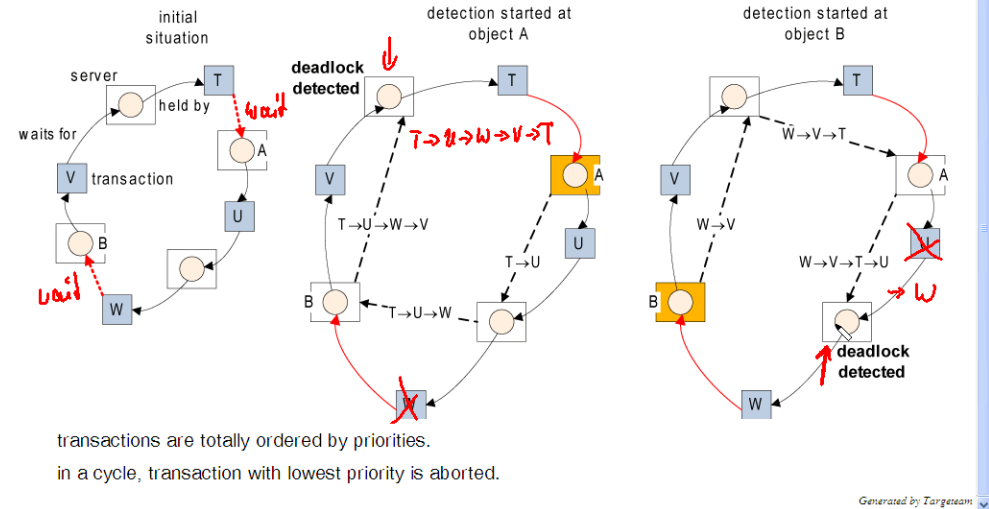 initial
situation
server
T
held by
wait
waits for
A
V
transaction
U
B
wait
W
detection started at
object A
deadlock
detected
T
T→U→W→V→T
A
V
T→U→W→V
U
T→U
B
T→U→W
W
detection started at
object B
T
W→V→T
A
V
W→V
U
W→V→T→U
→ W
B
deadlock
detected
W
transactions are totally ordered by priorities.
in a cycle, transaction with lowest priority is aborted.
Generated by Targeteam